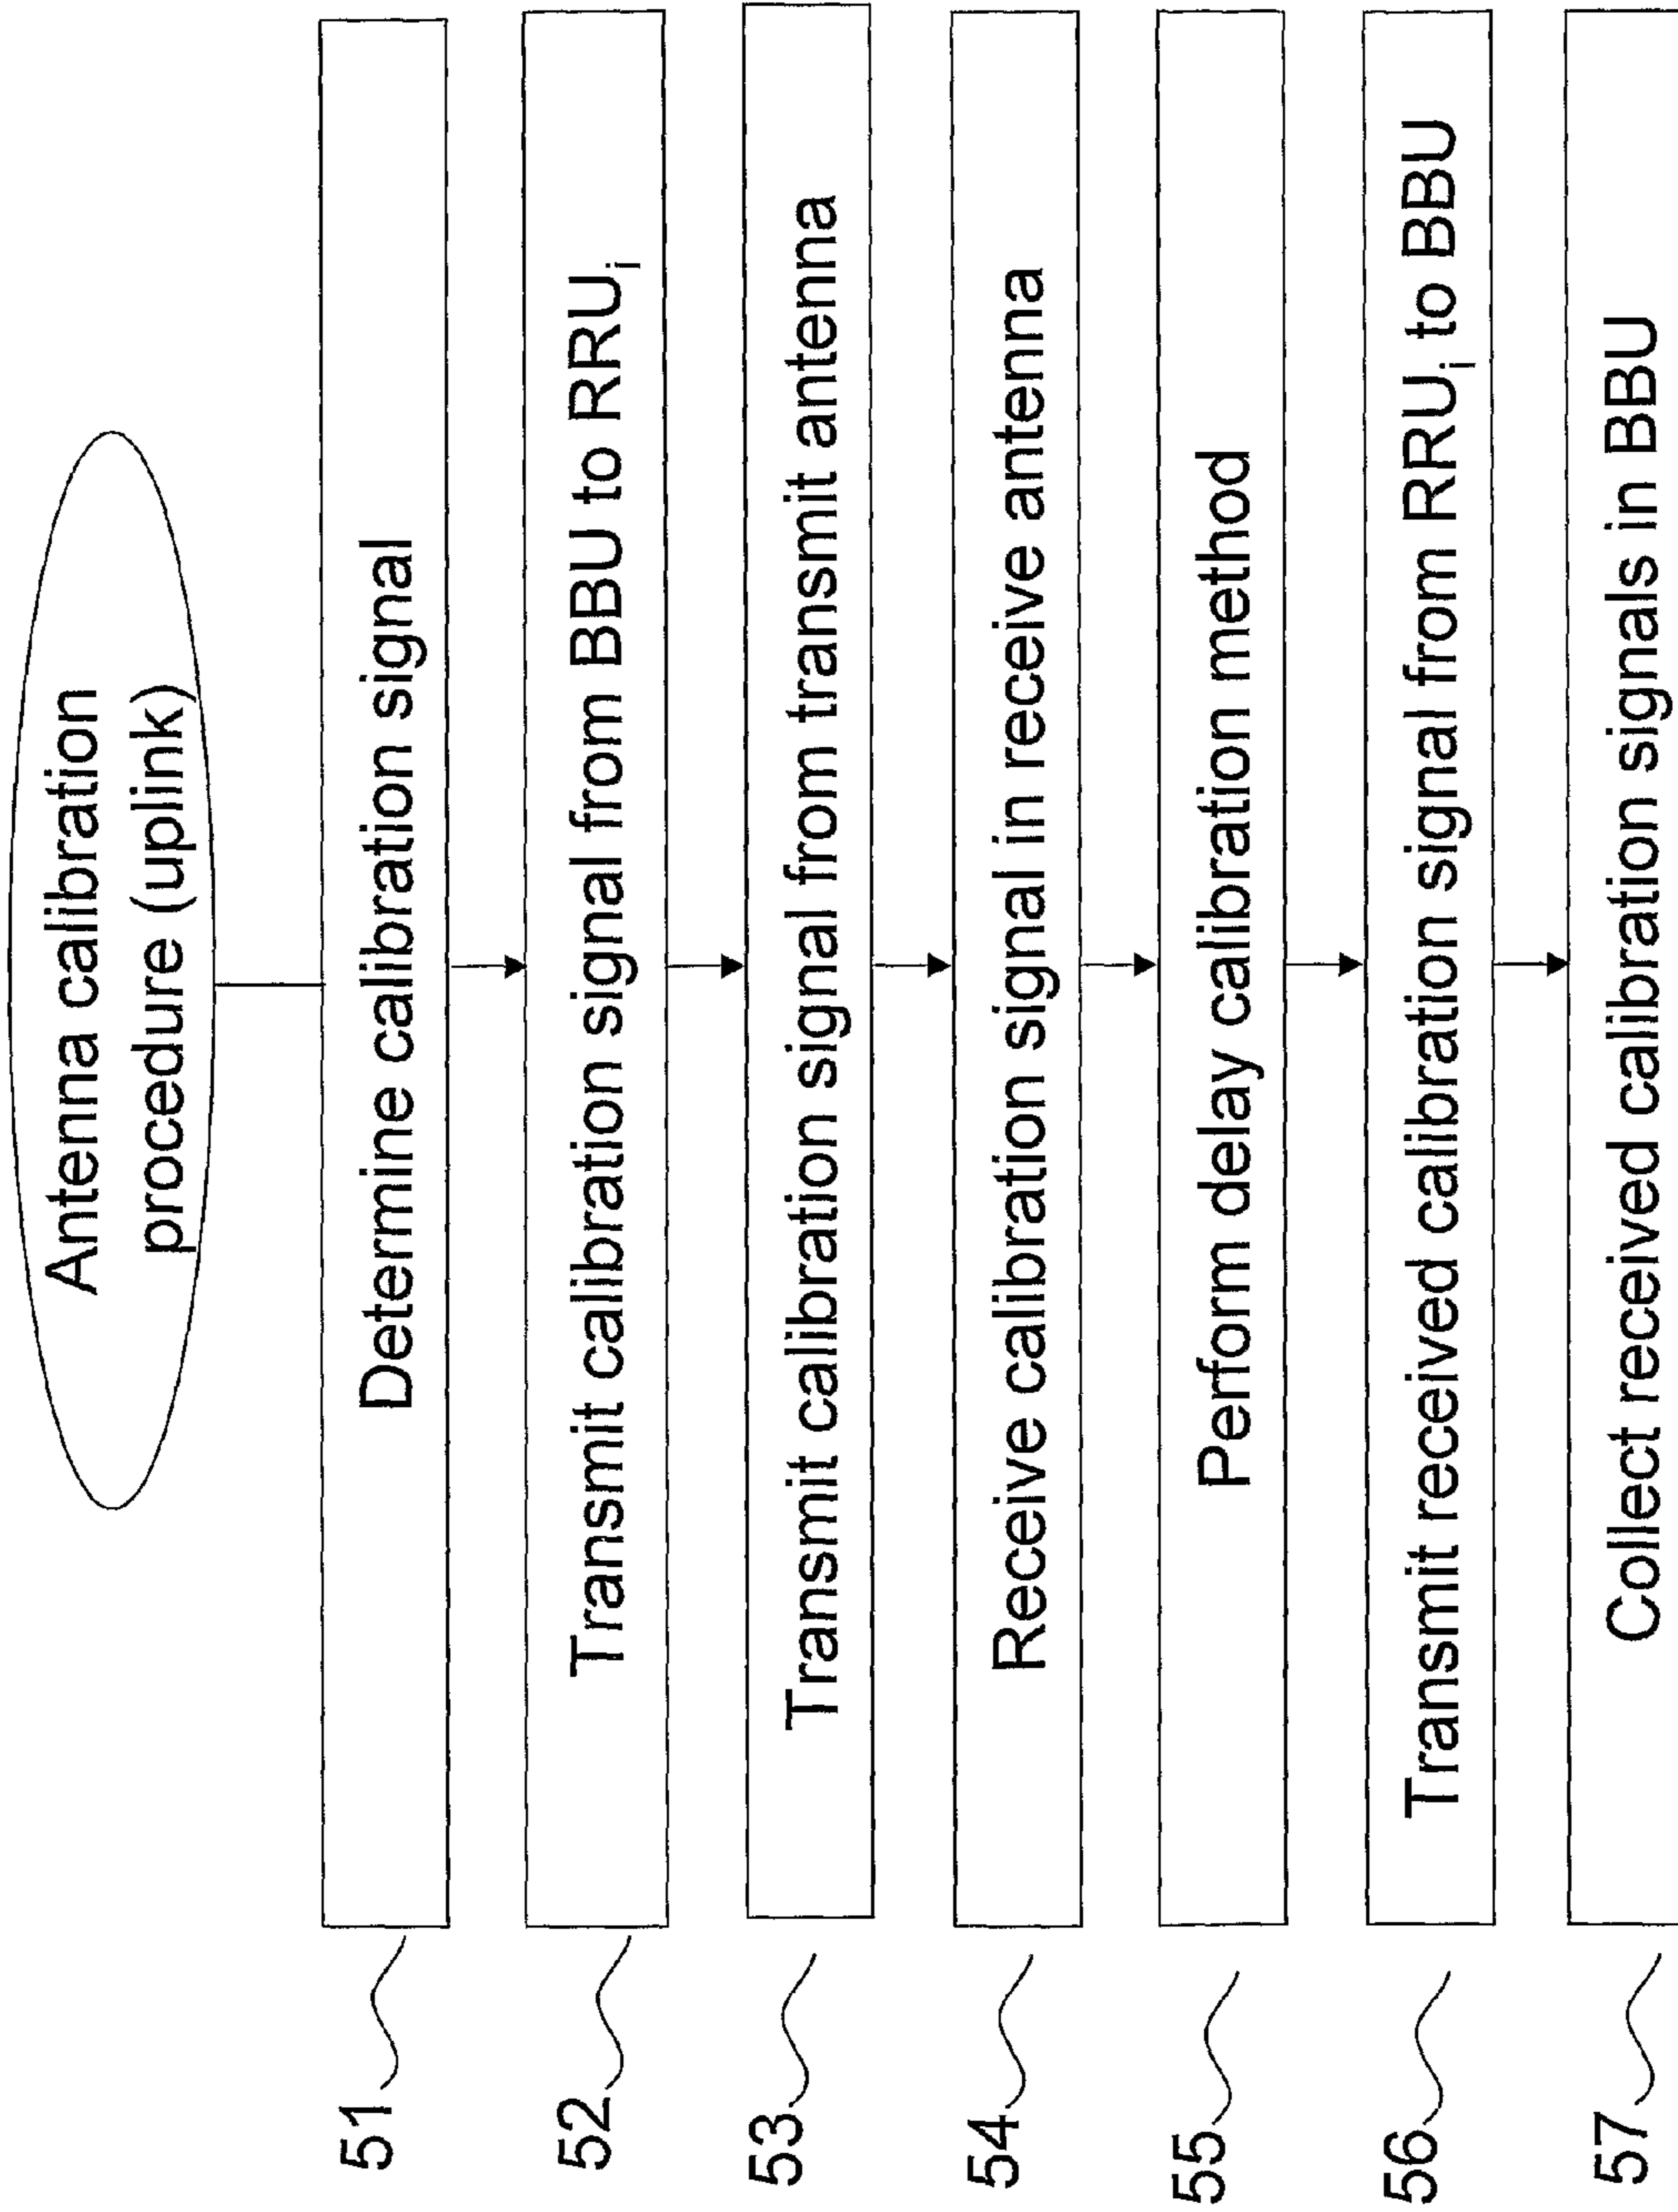 Antenna calibration
procedure (uplink)
51
Determine calibration signal
52
Transmit calibration signal from BBU to RRUi
53
Transmit calibration signal from transmit antenna
54
Receive calibration signal in receive antenna
55
Perform delay calibration method
56
Transmit received calibration signal from RRUi to BBU
57
Collect received calibration signals in BBU